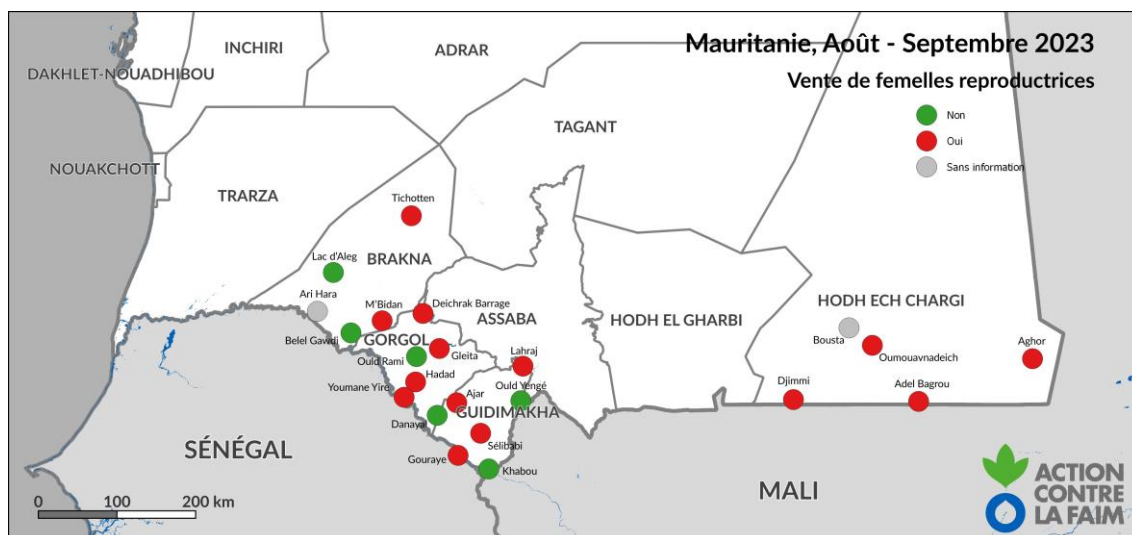 Mauritanie, Août - Septembre 2023
Vente de femelles reproductrices
Non
Oui
Sans information
INCHIRI
ADRAR
DAKHLET-NOUADHIBOU
TAGANT
NOUAKCHOTT
TRARZA
Tichotten
Lac d'Aleg
BRAKNA
Ari Hara
M'Bidan
Deichrak Barrage
ASSABA
HODH EL GHARBI
HODH ECH CHARGI
Belel Gawdi
GORGOL
Gleita
Lahraj
Bousta
Oumouavnadeich
Aghor
Ould Rami
Hadad
Youmane Yire
Ajar
Ould Yengé
Djimmi
Adel Bagrou
GUIDIMAKHA
Danayal
Sélibabi
Gouraye
Khabou
SÉNÉGAL
MALI
0 100 200 km
ACTION
CONTRE
LA FAIM